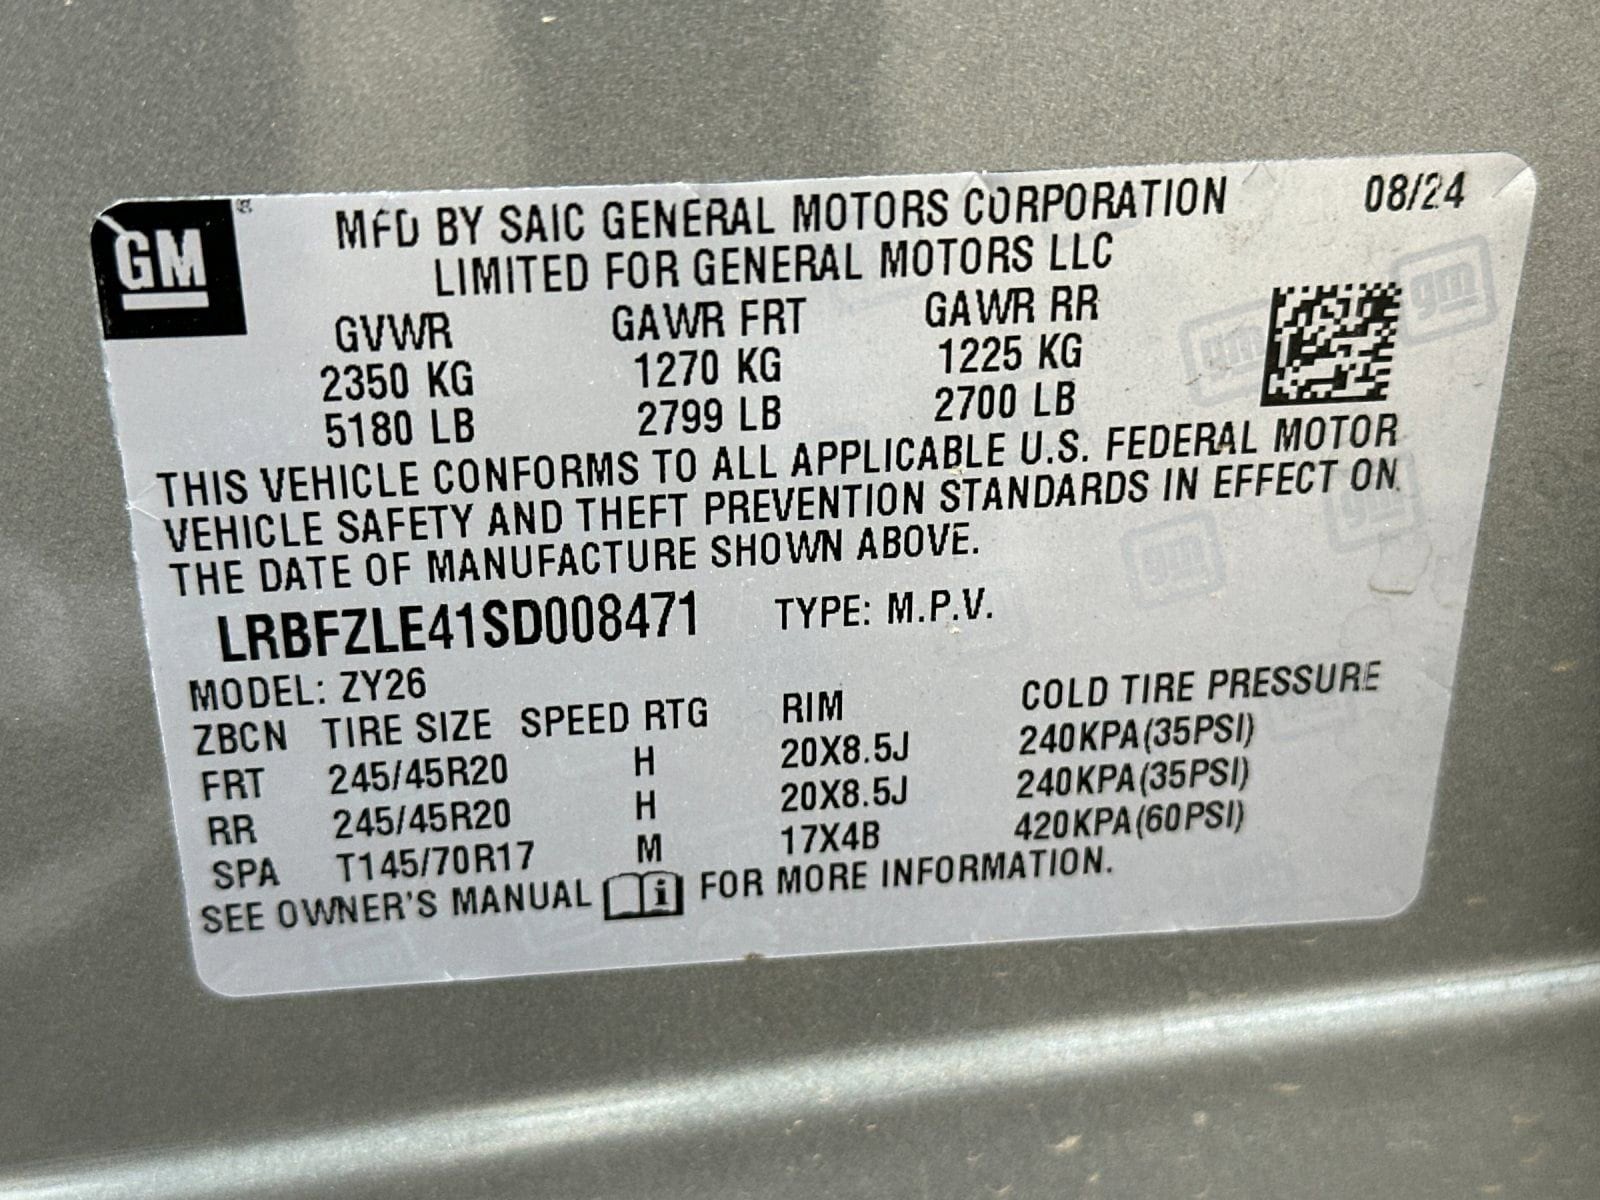 GM
MFD BY SAIC GENERAL MOTORS CORPORATION 08/24
LIMITED FOR GENERAL MOTORS LLC
GVWR GAWR FRT GAWR RR
2350 KG 1270 KG 1225 KG
5180 LB 2799 LB 2700 LB
THIS VEHICLE CONFORMS TO ALL APPLICABLE U.S. FEDERAL MOTOR
VEHICLE SAFETY AND THEFT PREVENTION STANDARDS IN EFFECT ON
THE DATE OF MANUFACTURE SHOWN ABOVE.
LRBFZLE41SD008471 TYPE: M.P.V.
MODEL: ZY26
ZBCN TIRE SIZE SPEED RTG RIM COLD TIRE PRESSURE
FRT 245/45R20 H 20X8.5J 240KPA(35PSI)
RR 245/45R20 H 20X8.5J 240KPA(35PSI)
SPA T145/70R17 M 17X4B 420KPA(60PSI)
SEE OWNER'S MANUAL i FOR MORE INFORMATION.
gm
gm
gm
gm